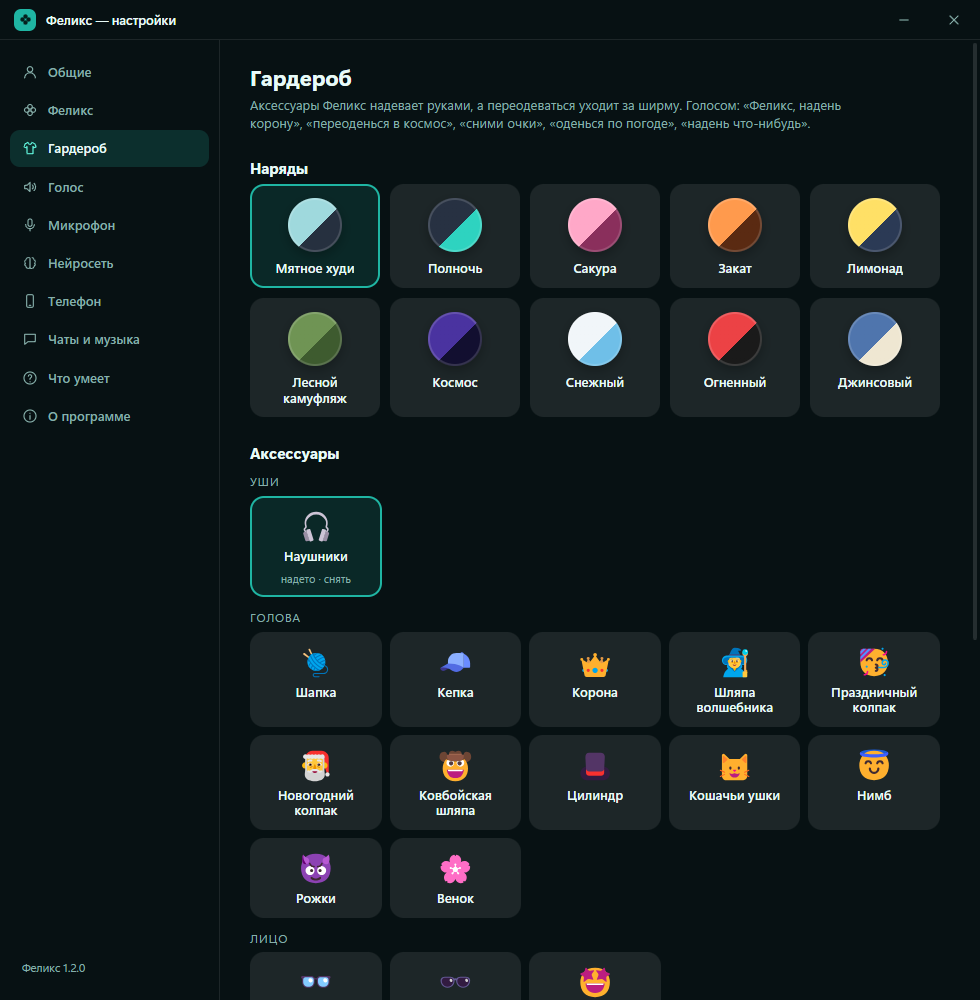 Феликс — настройки
Общие
Феликс
Гардероб
Голос
Микрофон
Нейросеть
Телефон
Чаты и музыка
Что умеет
О программе
Феликс 1.2.0
Гардероб
Аксессуары Феликс надевает руками, а переодеваться уходит за ширму. Голосом: «Феликс, надень
корону», «переоденься в космос», «сними очки», «оденься по погоде», «надень что-нибудь».
Наряды
Мятное худи
Полночь
Сакура
Закат
Лимонад
Лесной
камуфляж
Космос
Снежный
Огненный
Джинсовый
Аксессуары
УШИ
Наушники
надето · снять
ГОЛОВА
Шапка
Кепка
Корона
Шляпа
волшебника
Праздничный
колпак
Новогодний
колпак
Ковбойская
шляпа
Цилиндр
Кошачьи ушки
Нимб
Рожки
Венок
ЛИЦО